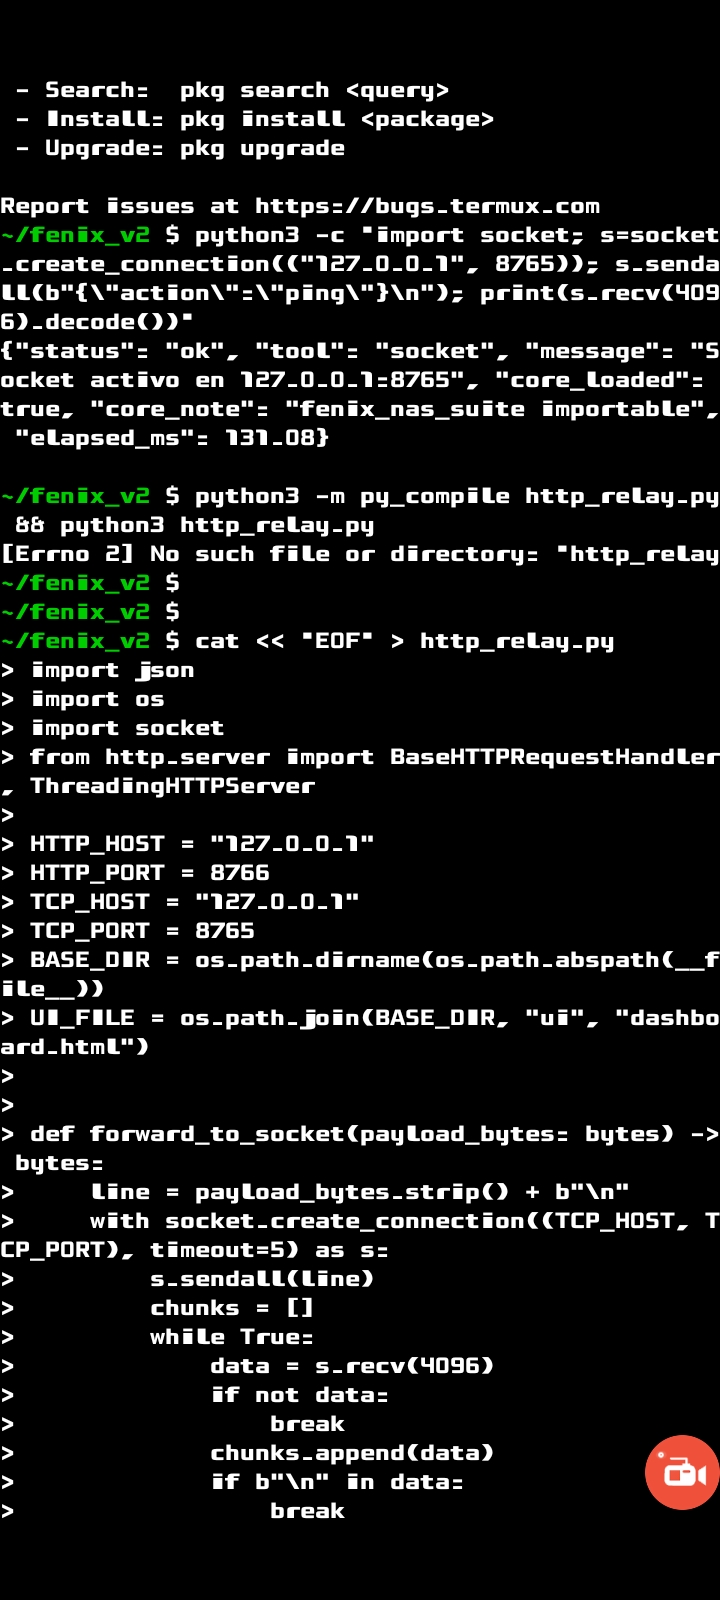 - Search:  pkg search <query>
- Install: pkg install <package>
- Upgrade: pkg upgrade
Report issues at https://bugs.termux.com
~/fenix_v2 $ python3 -c 'import socket; s=socket
.create_connection(("127.0.0.1", 8765)); s.senda
ll(b"{\"action\":\"ping\"}\n"); print(s.recv(409
6).decode())'
{"status": "ok", "tool": "socket", "message": "S
ocket activo en 127.0.0.1:8765", "core_loaded":
true, "core_note": "fenix_nas_suite importable",
 "elapsed_ms": 131.08}
~/fenix_v2 $ python3 -m py_compile http_relay.py
 && python3 http_relay.py
[Errno 2] No such file or directory: 'http_relay
~/fenix_v2 $
~/fenix_v2 $
~/fenix_v2 $ cat << 'EOF' > http_relay.py
> import json
> import os
> import socket
> from http.server import BaseHTTPRequestHandler
, ThreadingHTTPServer
>
> HTTP_HOST = "127.0.0.1"
> HTTP_PORT = 8766
> TCP_HOST = "127.0.0.1"
> TCP_PORT = 8765
> BASE_DIR = os.path.dirname(os.path.abspath(__f
ile__))
> UI_FILE = os.path.join(BASE_DIR, "ui", "dashbo
ard.html")
>
>
> def forward_to_socket(payload_bytes: bytes) ->
 bytes:
>     line = payload_bytes.strip() + b"\n"
>     with socket.create_connection((TCP_HOST, T
CP_PORT), timeout=5) as s:
>         s.sendall(line)
>         chunks = []
>         while True:
>             data = s.recv(4096)
>             if not data:
>                 break
>             chunks.append(data)
>             if b"\n" in data:
>                 break